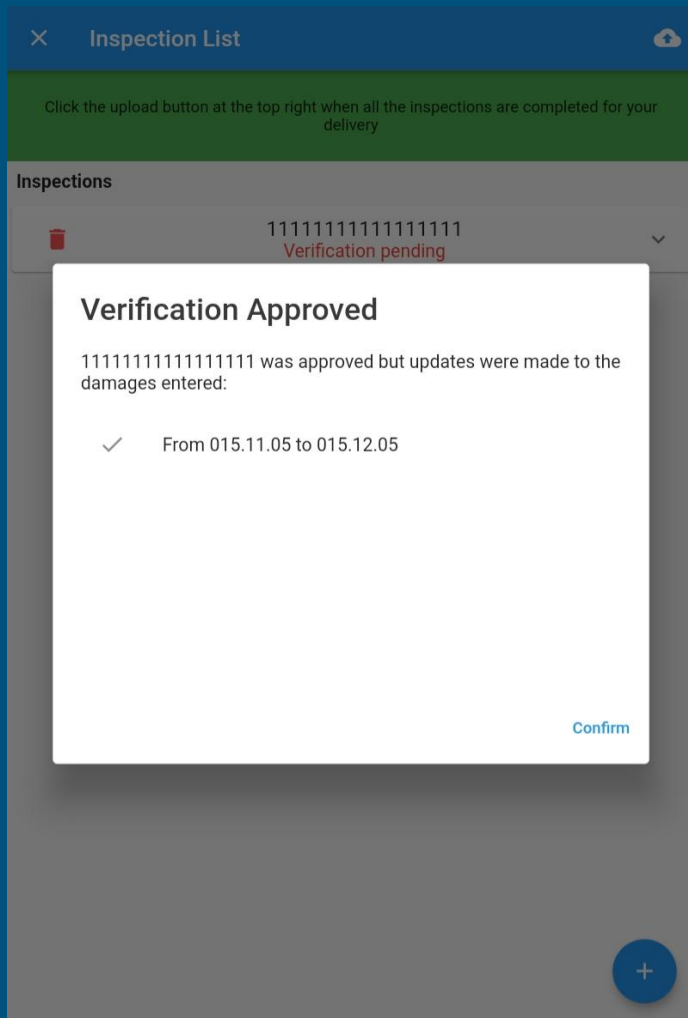 Inspection List
Click the upload button at the top right when all the inspections are completed for your
delivery
Inspections
11111111111111111
Verification pending
Verification Approved
11111111111111111 was approved but updates were made to the
damages entered:
From 015.11.05 to 015.12.05
Confirm